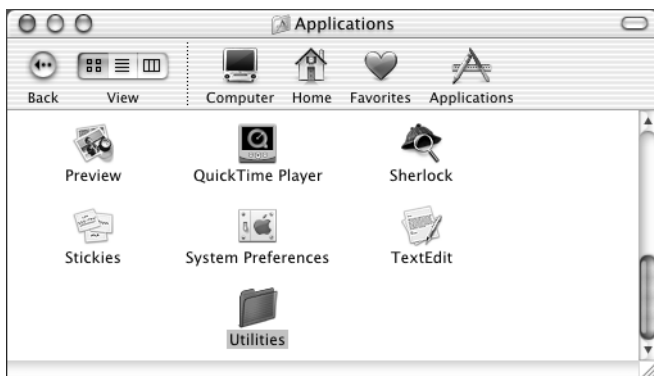 Applications
Back View Computer Home Favorites Applications
Preview QuickTime Player Sherlock
Stickies System Preferences TextEdit
Utilities